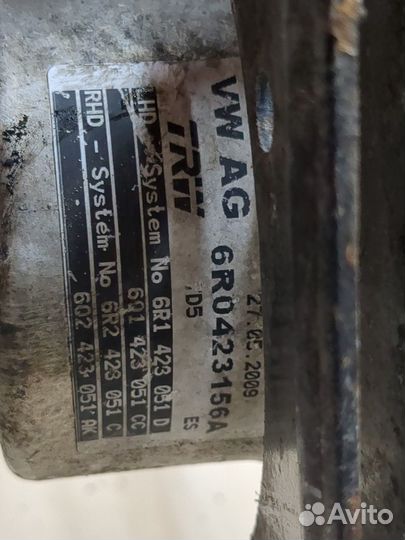 27.05.2009
VW AG 6R0423156A
TRW ,D5 ES
LHD - System No 6R1 423 051 D
6Q1 423 051 CC
RHD - System No 6R2 423 051 C
6Q2 423 051 AK
Avito